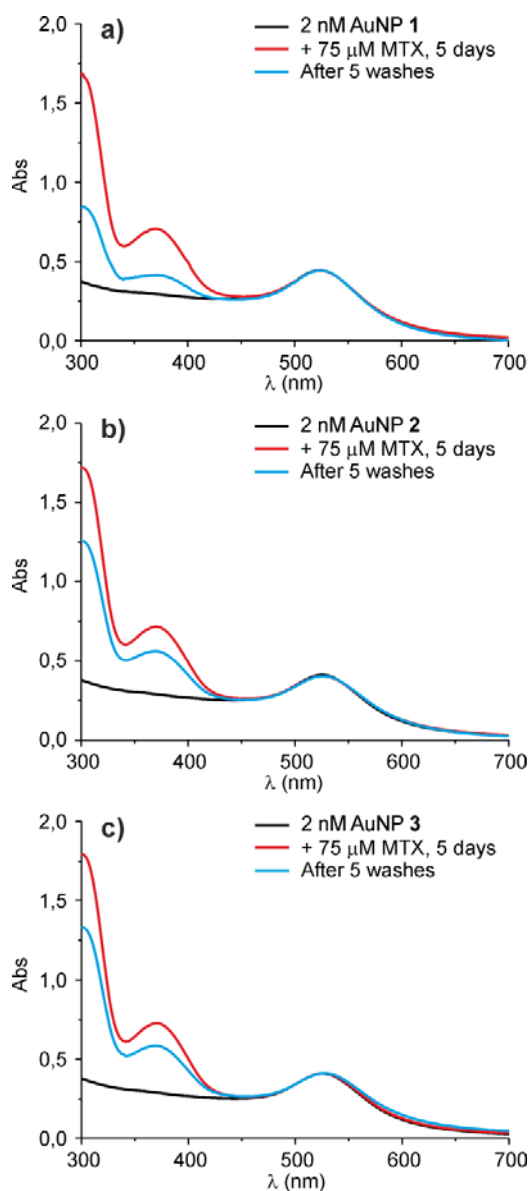 a)
2 nM AuNP 1
+ 75 μM MTX, 5 days
After 5 washes
Abs
2,0
1,5
1,0
0,5
0,0
300 400 500 600 700
λ (nm)
b)
2 nM AuNP 2
+ 75 μM MTX, 5 days
After 5 washes
Abs
2,0
1,5
1,0
0,5
0,0
300 400 500 600 700
λ (nm)
c)
2 nM AuNP 3
+ 75 μM MTX, 5 days
After 5 washes
Abs
2,0
1,5
1,0
0,5
0,0
300 400 500 600 700
λ (nm)